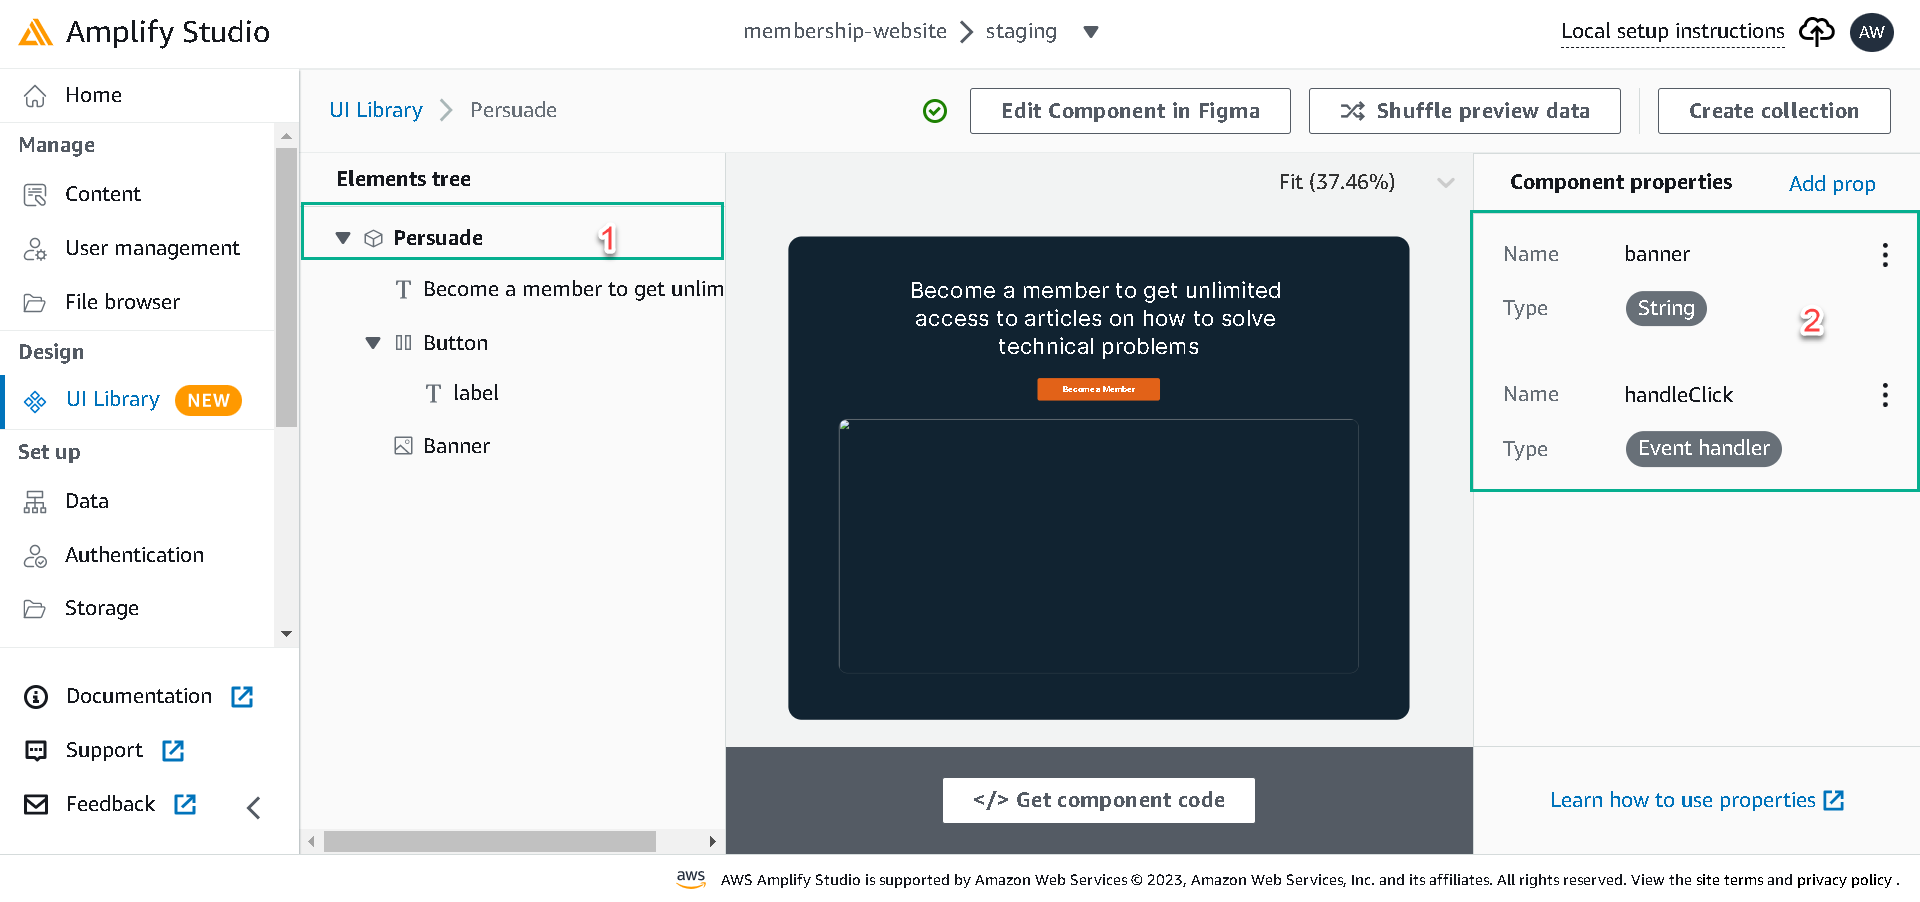 Amplify Studio
membership-website
staging
Local setup instructions
AW
Home
Manage
Content
User management
File browser
Design
UI Library
NEW
Set up
Data
Authentication
Storage
Documentation
Support
Feedback
UI Library
Persuade
Edit Component in Figma
Shuffle preview data
Create collection
Elements tree
Persuade
1
Become a member to get unlim
Button
label
Banner
Fit (37.46%)
Become a member to get unlimited
access to articles on how to solve
technical problems
Become a Member
</> Get component code
Component properties
Add prop
Name banner
Type String
2
Name handleClick
Type Event handler
Learn how to use properties
aws
AWS Amplify Studio is supported by Amazon Web Services © 2023, Amazon Web Services, Inc. and its affiliates. All rights reserved. View the site terms and privacy policy .